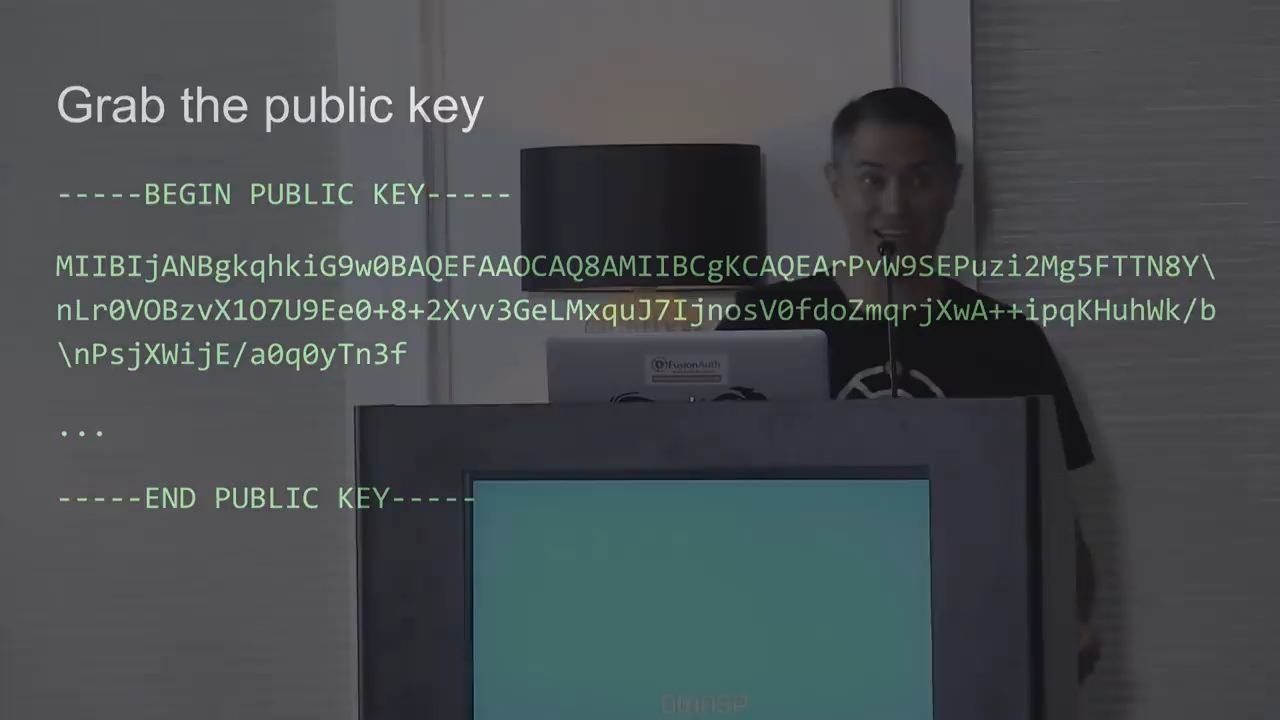 Grab the public key
-----BEGIN PUBLIC KEY-----
MIIBIjANBgkqhkiG9w0BAQEFAAOCAQ8AMIIBCgKCAQEArPvW9SEPuzi2Mg5FTTN8Y\
nLr0VOBzvX1O7U9Ee0+8+2Xvv3GeLMxquJ7IjnosV0fdoZmqrjXwA++ipqKHuhWk/b
\nPsjXWijE/a0q0yTn3f
FusionAuth
...
-----END PUBLIC KEY-----